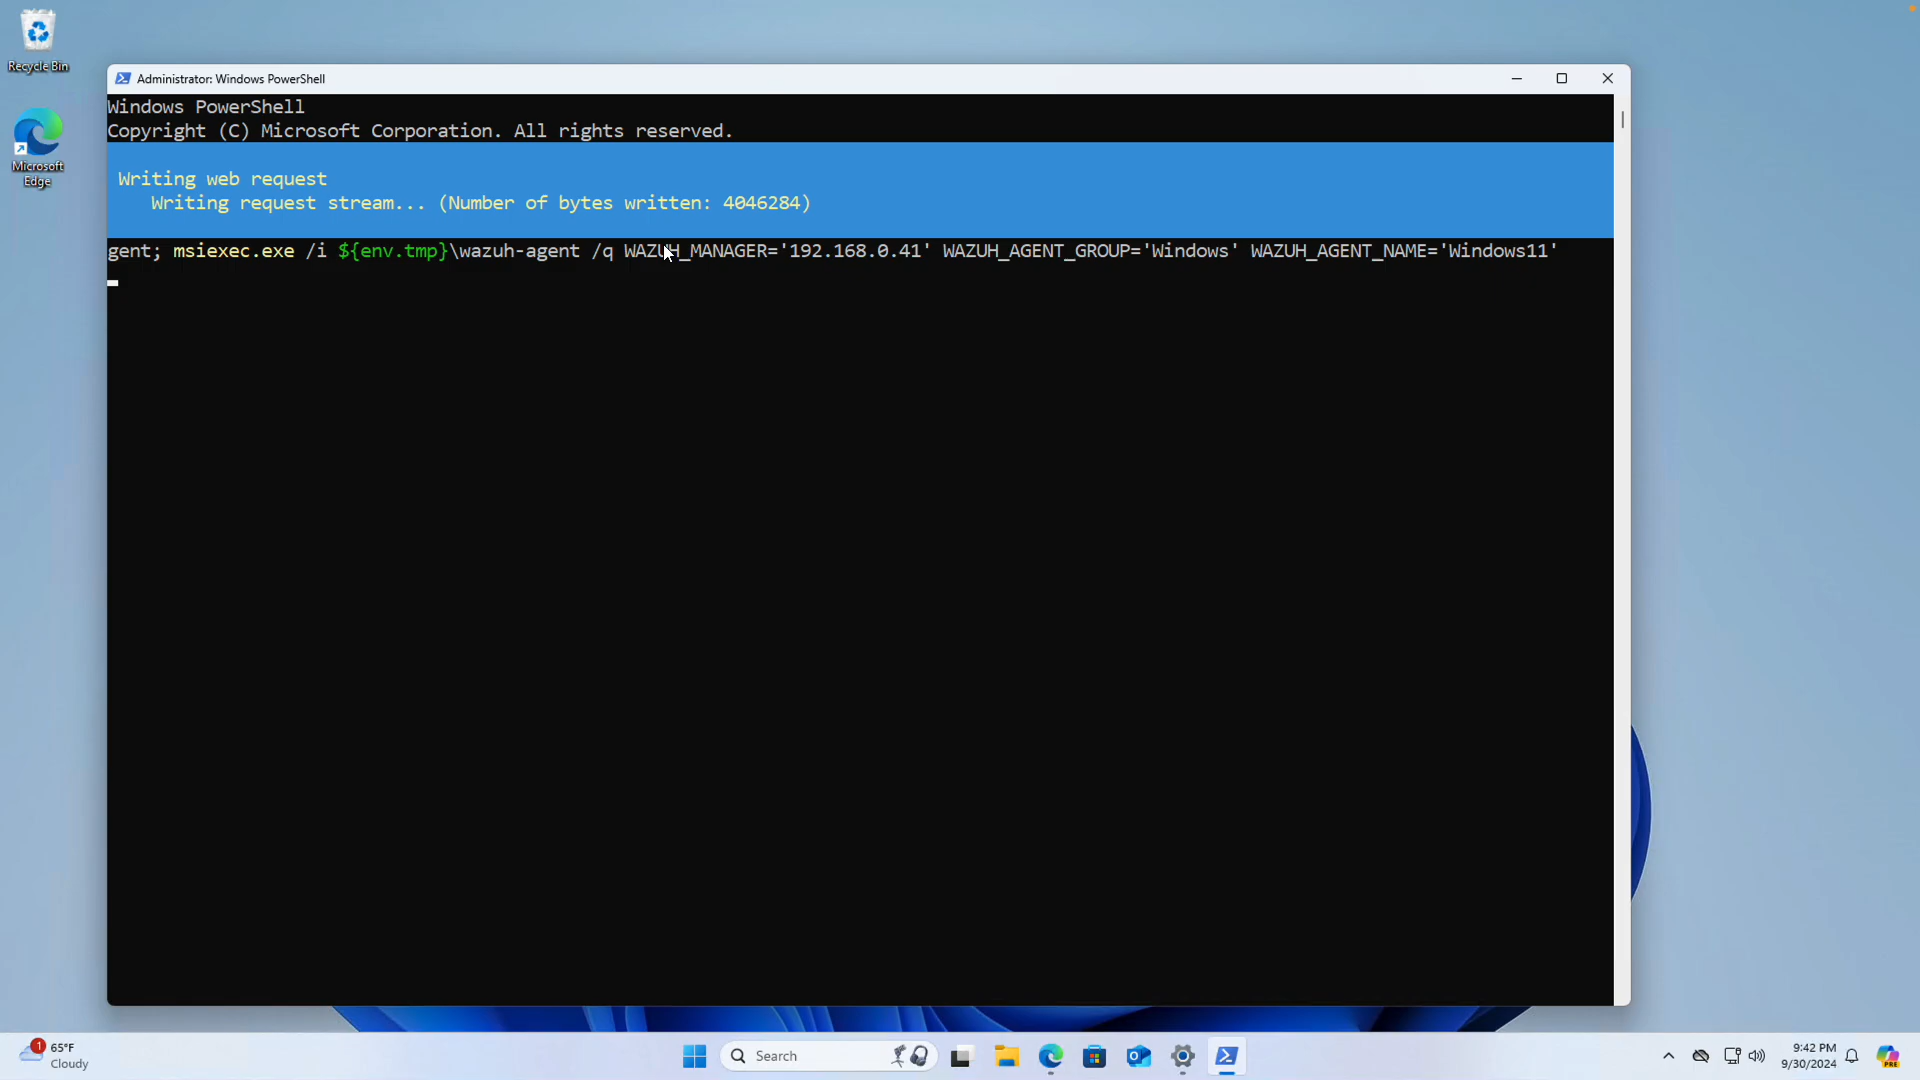 Recycle Bin
Microsoft
Edge
Administrator: Windows PowerShell
Windows PowerShell
Copyright (C) Microsoft Corporation. All rights reserved.
Writing web request
Writing request stream... (Number of bytes written: 4046284)
gent; msiexec.exe /i ${env.tmp}\wazuh-agent /q WAZUH_MANAGER='192.168.0.41' WAZUH_AGENT_GROUP='Windows' WAZUH_AGENT_NAME='Windows11'
1
65°F
Cloudy
Search
9:42 PM
9/30/2024
PRE